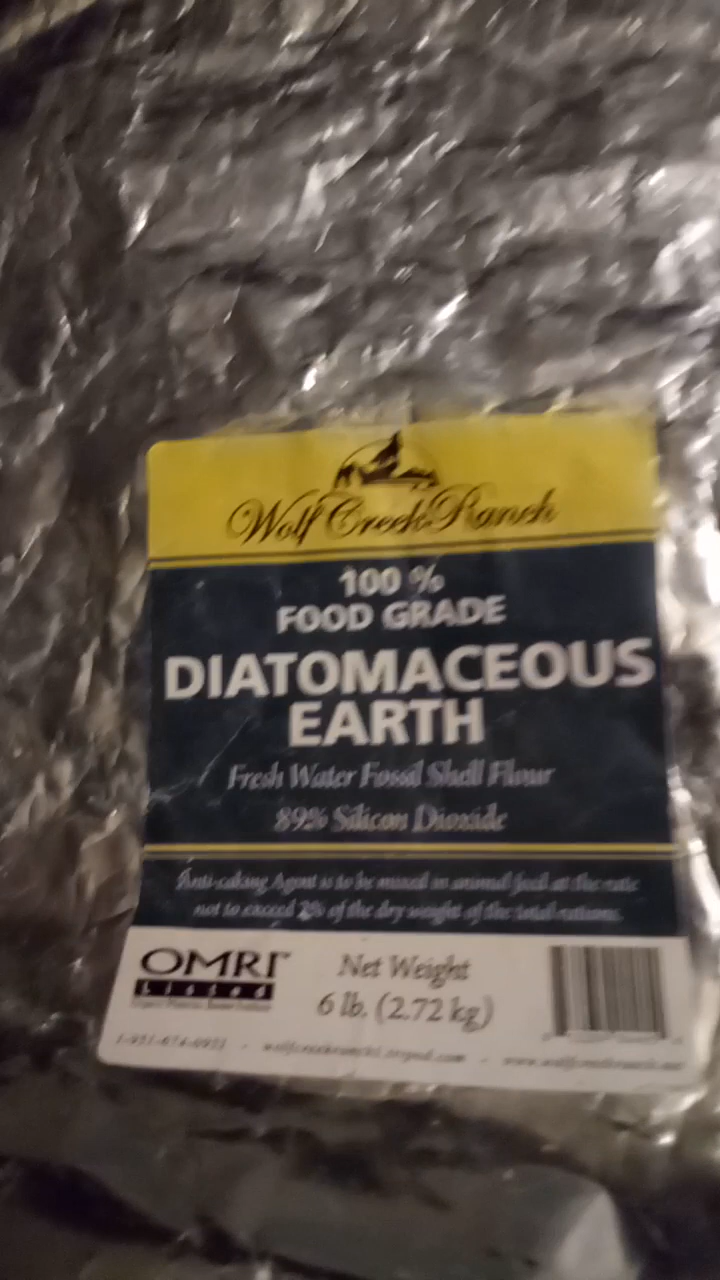 Wolf Creek Ranch
100 %
FOOD GRADE
DIATOMACEOUS
EARTH
Fresh Water Fossil Shell Flour
89% Silicon Dioxide
Anti-caking Agent is to be mixed in animal feed at the rate
not to exceed 2% of the dry weight of the total rations.
OMRI™
Listed
Net Weight
6 lb. (2.72 kg)